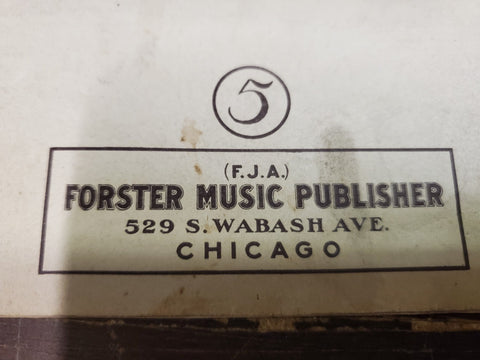 5
(F.J.A.)
FORSTER MUSIC PUBLISHER
529 S. WABASH AVE.
CHICAGO